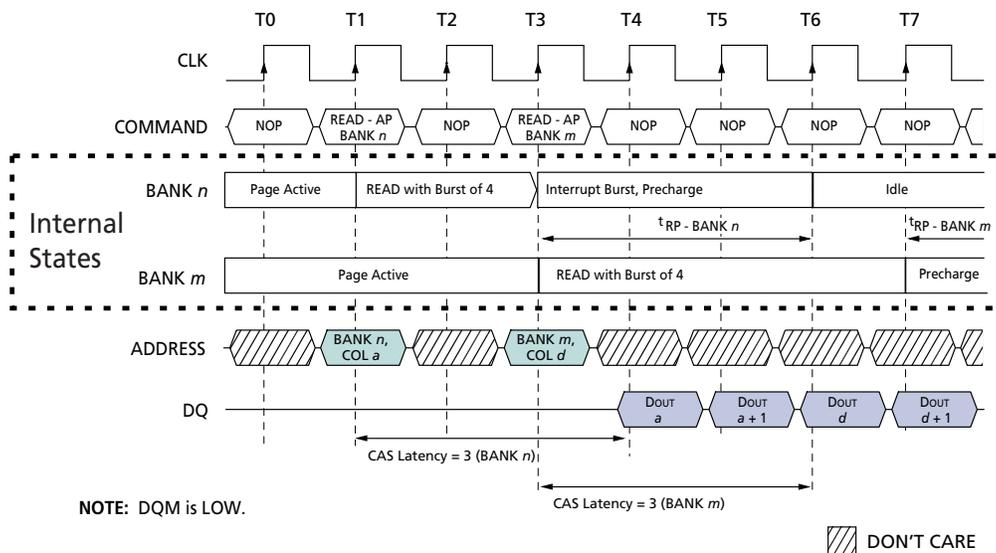 T0 T1 T2 T3 T4 T5 T6 T7
CLK
COMMAND NOP READ - AP BANK n NOP READ - AP BANK m NOP NOP NOP NOP
BANK n Page Active READ with Burst of 4 Interrupt Burst, Precharge Idle
Internal States
tRP - BANK n tRP - BANK m
BANK m Page Active READ with Burst of 4 Precharge
ADDRESS BANK n, COL a BANK m, COL d
DQ DOUT a DOUT a + 1 DOUT d DOUT d + 1
CAS Latency = 3 (BANK n)
CAS Latency = 3 (BANK m)
NOTE: DQM is LOW.
DON'T CARE